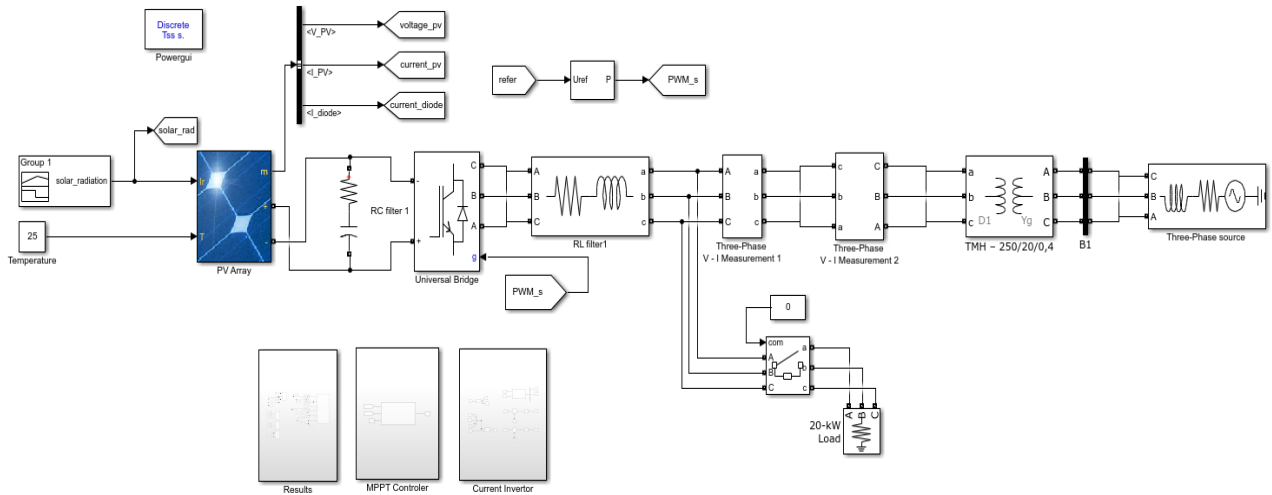 Discrete
Tss s.
Powergui
<V_PV>
voltage_pv
<I_PV>
current_pv
<I_diode>
current_diode
refer
Uref
P
PWM_s
solar_rad
Group 1
solar_radiation
25
Temperature
Ir
T
m
+
-
PV Array
RC filter 1
-
+
C
B
A
g
Universal Bridge
PWM_s
A
B
C
a
b
c
RL filter1
A
B
C
a
b
c
Three-Phase
V - I Measurement 1
c
b
a
C
B
A
Three-Phase
V - I Measurement 2
a
b
c
D1
Yg
A
B
C
TMH – 250/20/0,4
B1
C
B
A
Three-Phase source
0
com
A
B
C
a
b
c
A
B
C
20-kW
Load
Results
MPPT Controler
Current Invertor